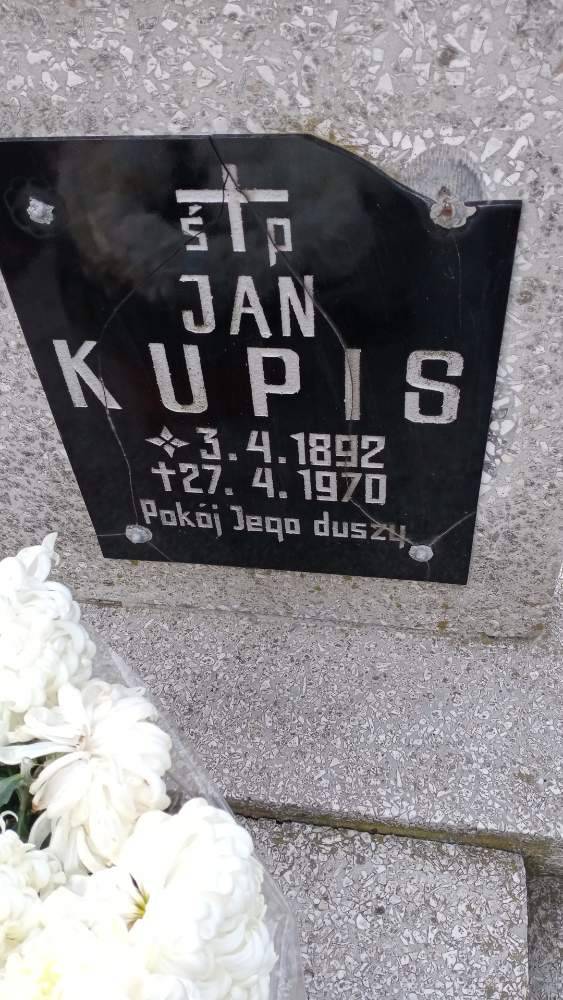 ś p
JAN
KUPIS
3. 4. 1892
27. 4. 1970
Pokój Jego duszy